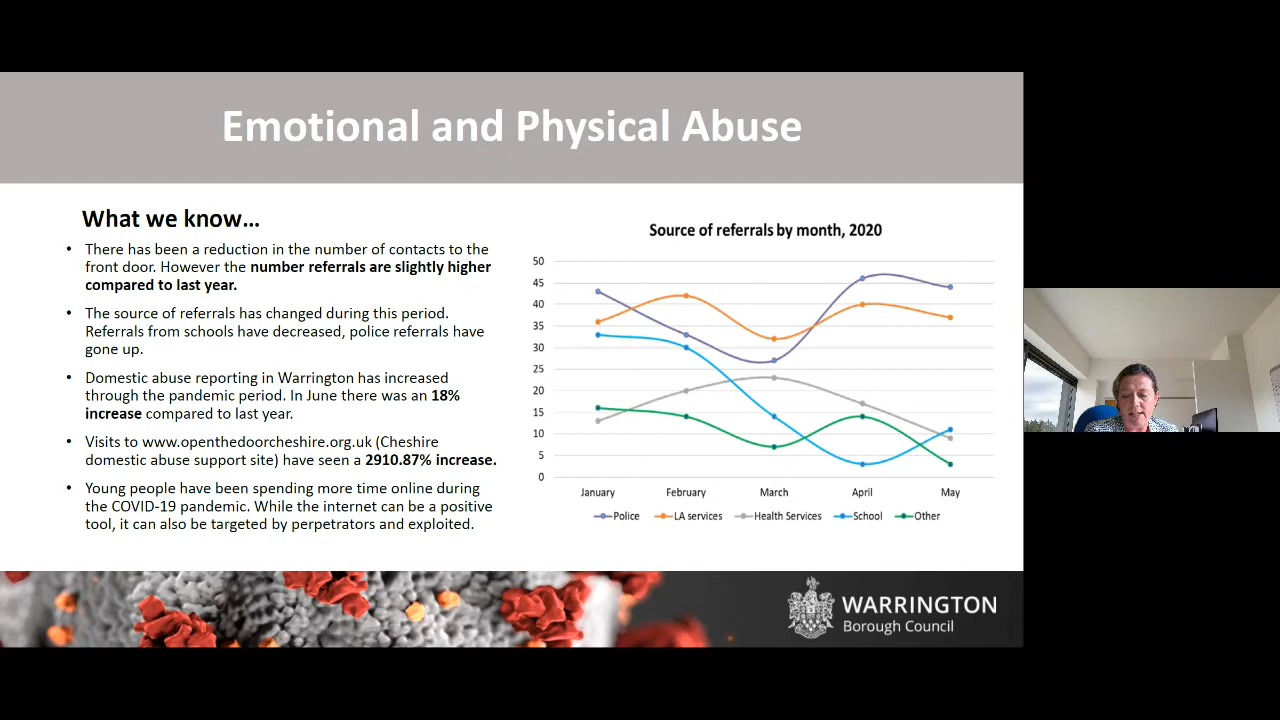 Emotional and Physical Abuse
What we know...
• There has been a reduction in the number of contacts to the
front door. However the number referrals are slightly higher
compared to last year.
• The source of referrals has changed during this period.
Referrals from schools have decreased, police referrals have
gone up.
• Domestic abuse reporting in Warrington has increased
through the pandemic period. In June there was an 18%
increase compared to last year.
• Visits to www.openthedoorcheshire.org.uk (Cheshire
domestic abuse support site) have seen a 2910.87% increase.
• Young people have been spending more time online during
the COVID-19 pandemic. While the internet can be a positive
tool, it can also be targeted by perpetrators and exploited.
Source of referrals by month, 2020
50
45
40
35
30
25
20
15
10
5
0
January February March April May
Police LA services Health Services School Other
WARRINGTON
Borough Council